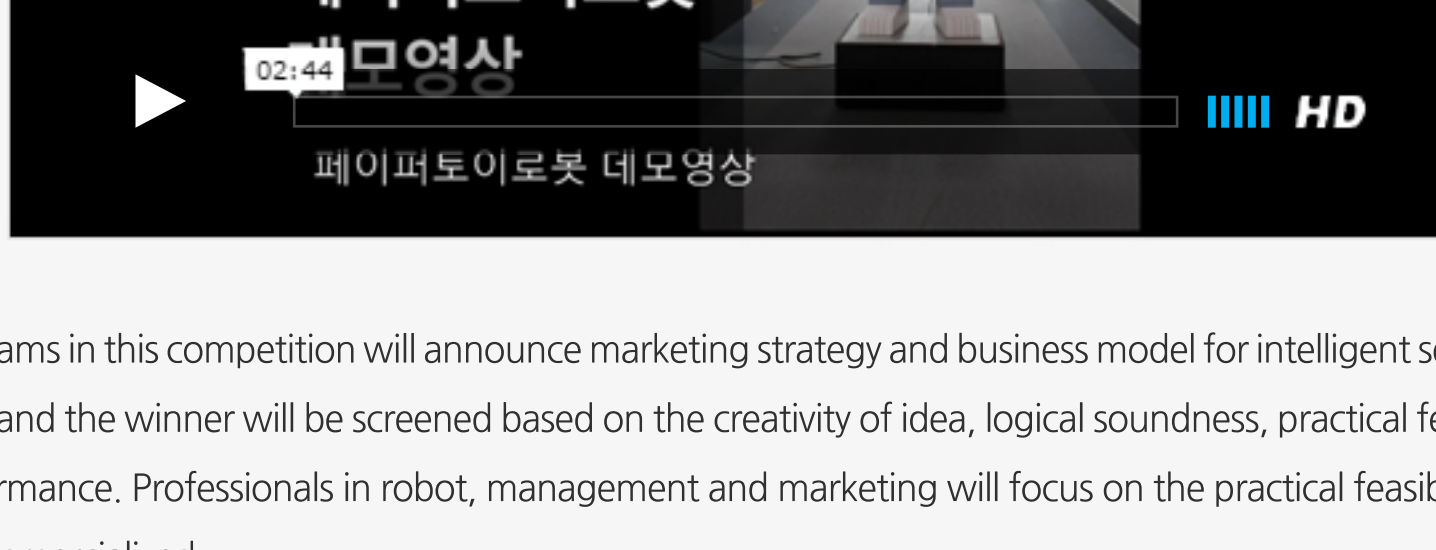 데모영상
02:44
HD
페이퍼토이로봇 데모영상
ams in this competition will announce marketing strategy and business model for intelligent
and the winner will be screened based on the creativity of idea, logical soundness, practical
rmance. Professionals in robot, management and marketing will focus on the practical